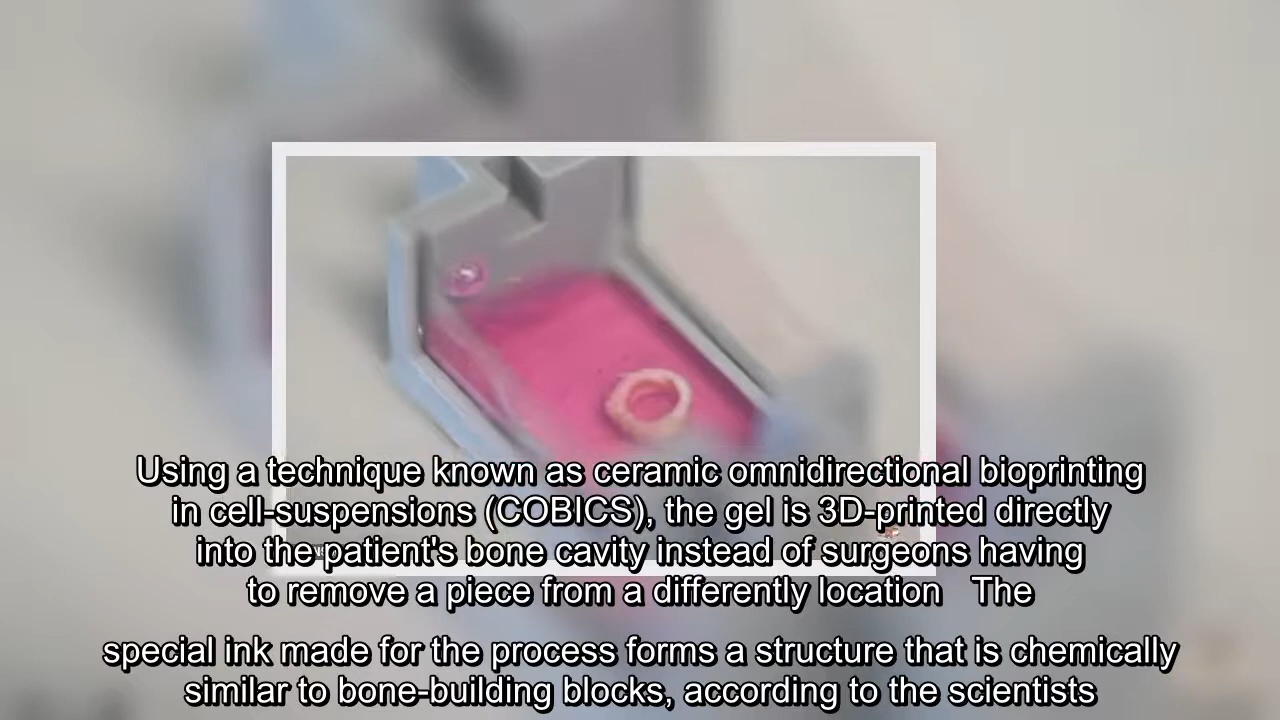 Using a technique known as ceramic omnidirectional bioprinting
in cell-suspensions (COBICS), the gel is 3D-printed directly
into the patient's bone cavity instead of surgeons having
to remove a piece from a differently location The
special ink made for the process forms a structure that is chemically
similar to bone-building blocks, according to the scientists